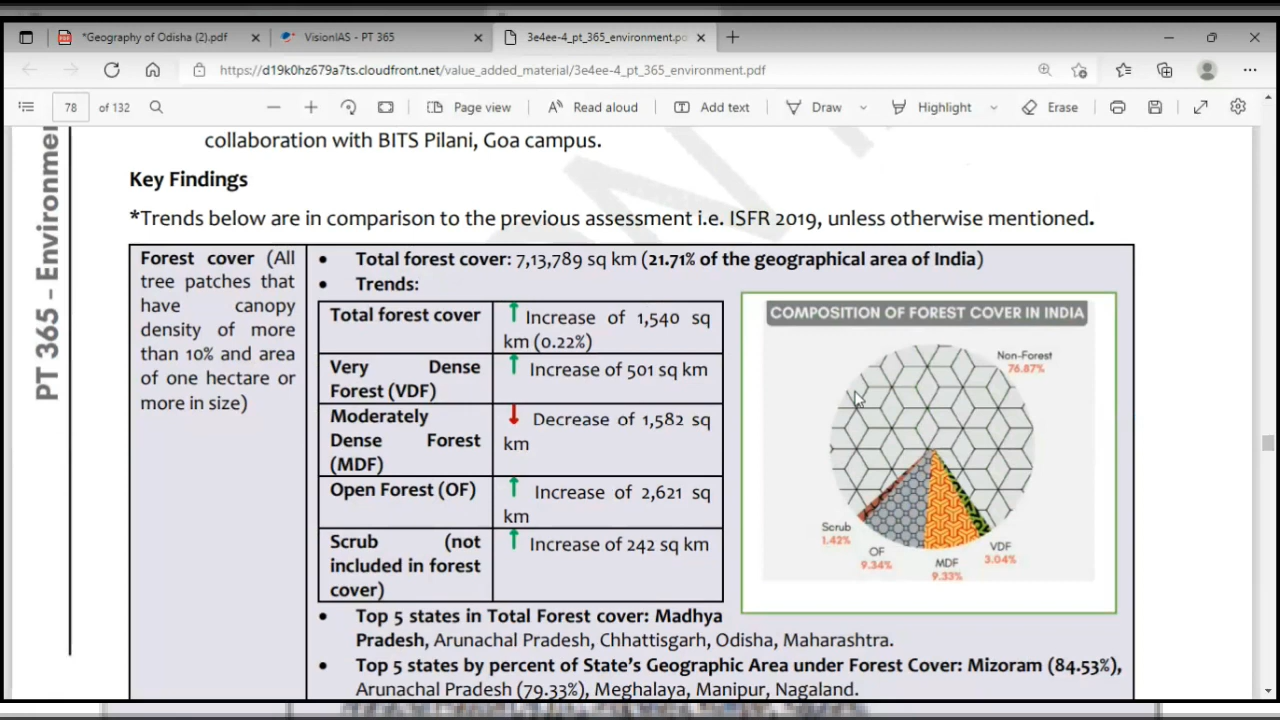 *Geography of Odisha (2).pdf
VisionIAS - PT 365
3e4ee-4_pt_365_environment.pd
https://d19k0hz679a7ts.cloudfront.net/value_added_material/3e4ee-4_pt_365_environment.pdf
78 of 132
Page view
Read aloud
Add text
Draw
Highlight
Erase
PT 365 - Environme
collaboration with BITS Pilani, Goa campus.
Key Findings
*Trends below are in comparison to the previous assessment i.e. ISFR 2019, unless otherwise mentioned.
Forest cover (All
tree patches that
have canopy
density of more
than 10% and area
of one hectare or
more in size)
• Total forest cover: 7,13,789 sq km (21.71% of the geographical area of India)
• Trends:
Total forest cover
↑ Increase of 1,540 sq
km (0.22%)
Very Dense
Forest (VDF)
↑ Increase of 501 sq km
Moderately
Dense Forest
(MDF)
↓ Decrease of 1,582 sq
km
Open Forest (OF)
↑ Increase of 2,621 sq
km
Scrub (not
included in forest
cover)
↑ Increase of 242 sq km
COMPOSITION OF FOREST COVER IN INDIA
Non-Forest
76.87%
Scrub
1.42%
OF
9.34%
MDF
9.33%
VDF
3.04%
• Top 5 states in Total Forest cover: Madhya
Pradesh, Arunachal Pradesh, Chhattisgarh, Odisha, Maharashtra.
• Top 5 states by percent of State's Geographic Area under Forest Cover: Mizoram (84.53%),
Arunachal Pradesh (79.33%), Meghalaya, Manipur, Nagaland.